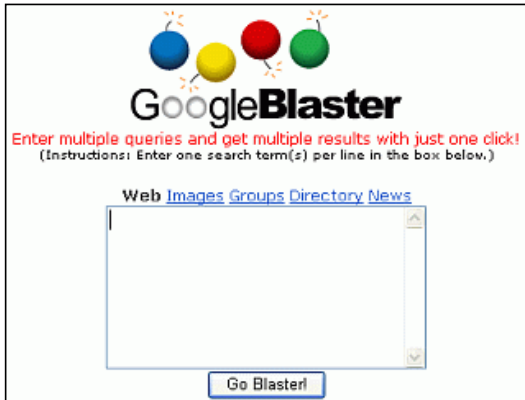 GoogleBlaster
Enter multiple queries and get multiple results with just one click!
(Instructions: Enter one search term(s) per line in the box below.)
Web Images Groups Directory News
Go Blaster!